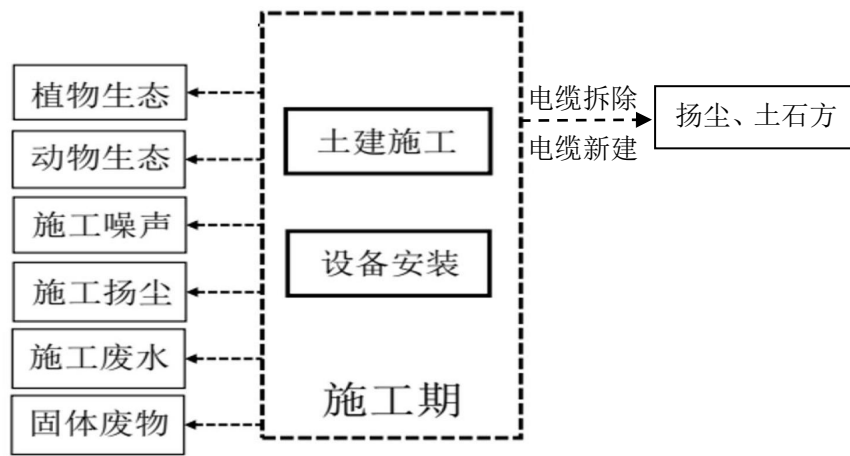 植物生态
动物生态
施工噪声
施工扬尘
施工废水
固体废物
土建施工
设备安装
施工期
电缆拆除
电缆新建
扬尘、土石方